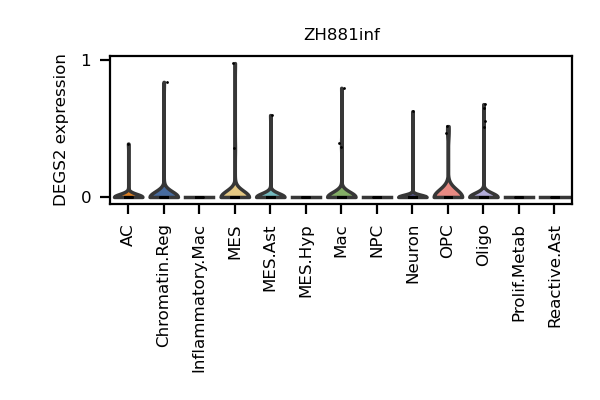 ZH881inf
DEGS2 expression
1
0
AC
Chromatin.Reg
Inflammatory.Mac
MES
MES.Ast
MES.Hyp
Mac
NPC
Neuron
OPC
Oligo
Prolif.Metab
Reactive.Ast